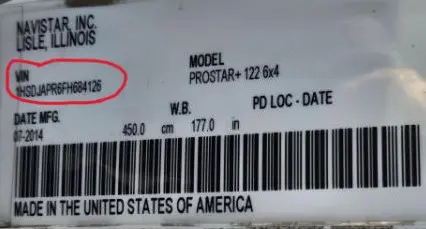 NAVISTAR, INC.
LISLE, ILLINOIS
VIN
1HSDJAPR6FH684126
MODEL
PROSTAR+ 122 6x4
DATE MFG.
07-2014
W.B.
450.0 cm 177.0 in
PD LOC - DATE
MADE IN THE UNITED STATES OF AMERICA